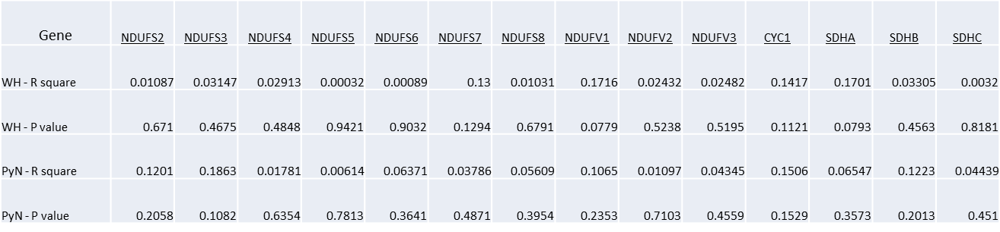 Gene NDUFS2 NDUFS3 NDUFS4 NDUFS5 NDUFS6 NDUFS7 NDUFS8 NDUFV1 NDUFV2 NDUFV3 CYC1 SDHA SDHB SDHC
WH - R square 0.01087 0.03147 0.02913 0.00032 0.00089 0.13 0.01031 0.1716 0.02432 0.02482 0.1417 0.1701 0.03305 0.0032
WH - P value 0.671 0.4675 0.4848 0.9421 0.9032 0.1294 0.6791 0.0779 0.5238 0.5195 0.1121 0.0793 0.4563 0.8181
PyN - R square 0.1201 0.1863 0.01781 0.00614 0.06371 0.03786 0.05609 0.1065 0.01097 0.04345 0.1506 0.06547 0.1223 0.04439
PyN - P value 0.2058 0.1082 0.6354 0.7813 0.3641 0.4871 0.3954 0.2353 0.7103 0.4559 0.1529 0.3573 0.2013 0.451